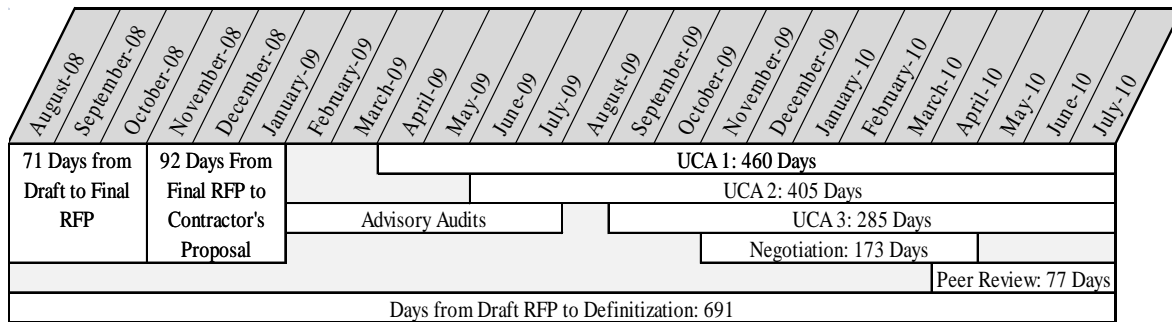 August-08
September-08
October-08
November-08
December-08
January-09
February-09
March-09
April-09
May-09
June-09
July-09
August-09
September-09
October-09
November-09
December-09
January-10
February-10
March-10
April-10
May-10
June-10
July-10
71 Days from
Draft to Final
RFP
92 Days From
Final RFP to
Contractor's
Proposal
UCA 1: 460 Days
UCA 2: 405 Days
Advisory Audits
UCA 3: 285 Days
Negotiation: 173 Days
Peer Review: 77 Days
Days from Draft RFP to Definitization: 691